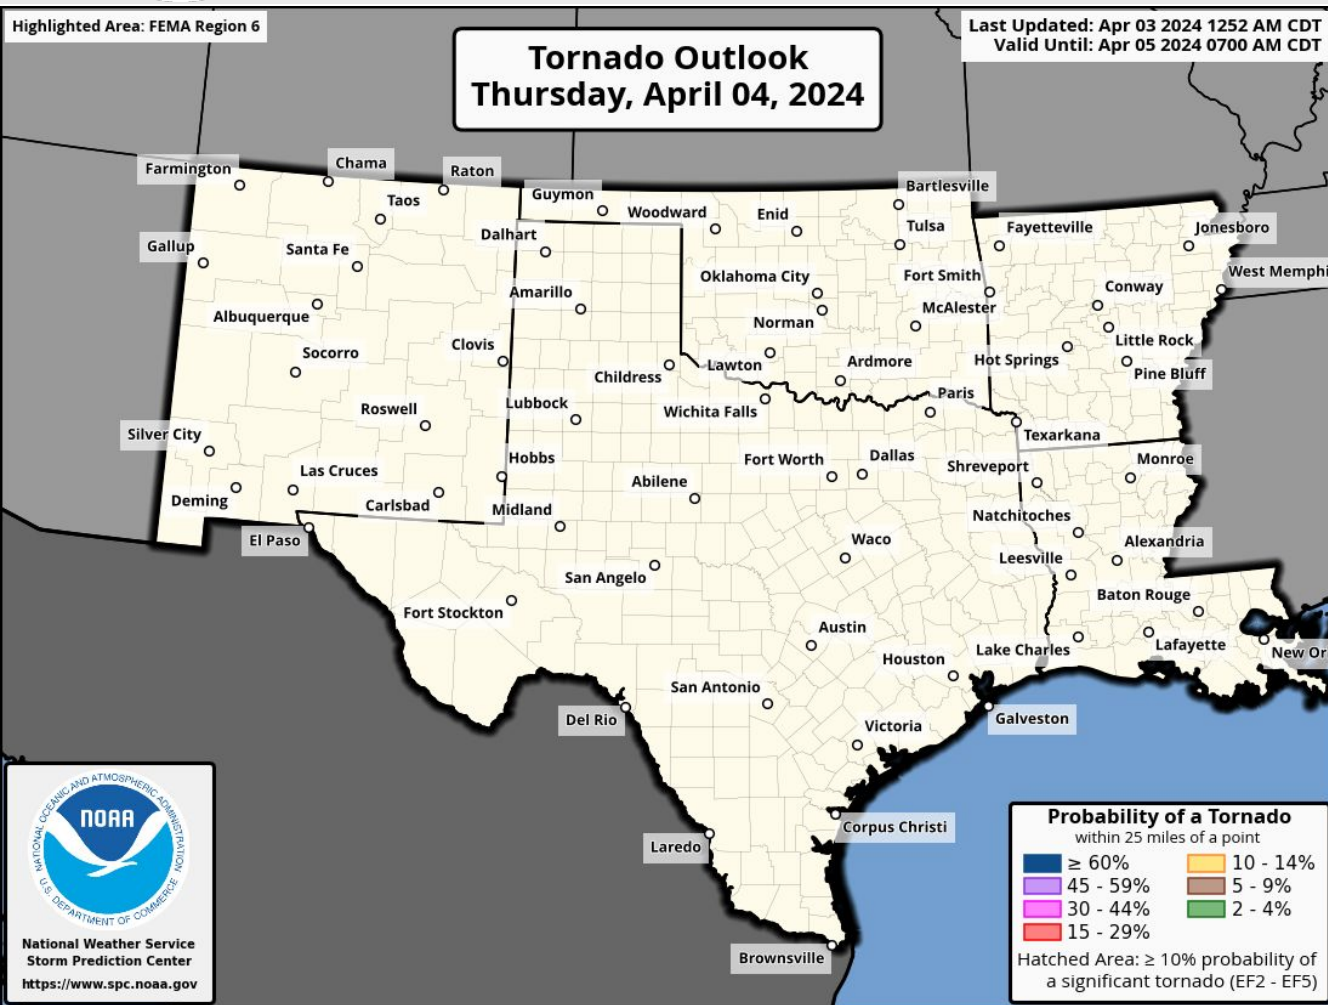 Highlighted Area: FEMA Region 6
Last Updated: Apr 03 2024 1252 AM CDT
Valid Until: Apr 05 2024 0700 AM CDT
Tornado Outlook
Thursday, April 04, 2024
Farmington
Chama
Raton
Taos
Guymon
Woodward
Enid
Bartlesville
Tulsa
Fayetteville
Jonesboro
Gallup
Santa Fe
Dalhart
Oklahoma City
Fort Smith
West Memphi
Albuquerque
Amarillo
Norman
McAlester
Conway
Socorro
Clovis
Childress
Lawton
Ardmore
Hot Springs
Little Rock
Pine Bluff
Roswell
Lubbock
Wichita Falls
Paris
Texarkana
Silver City
Las Cruces
Hobbs
Abilene
Fort Worth
Dallas
Shreveport
Monroe
Deming
Carlsbad
Midland
Natchitoches
El Paso
Waco
Leesville
Alexandria
San Angelo
Fort Stockton
Baton Rouge
Austin
Houston
Lake Charles
Lafayette
New Or
San Antonio
Del Rio
Victoria
Galveston
Laredo
Corpus Christi
Brownsville
NATIONAL OCEANIC AND ATMOSPHERIC ADMINISTRATION
NOAA
U.S. DEPARTMENT OF COMMERCE
National Weather Service
Storm Prediction Center
https://www.spc.noaa.gov
Probability of a Tornado
within 25 miles of a point
≥ 60%
10 - 14%
45 - 59%
5 - 9%
30 - 44%
2 - 4%
15 - 29%
Hatched Area: ≥ 10% probability of
a significant tornado (EF2 - EF5)